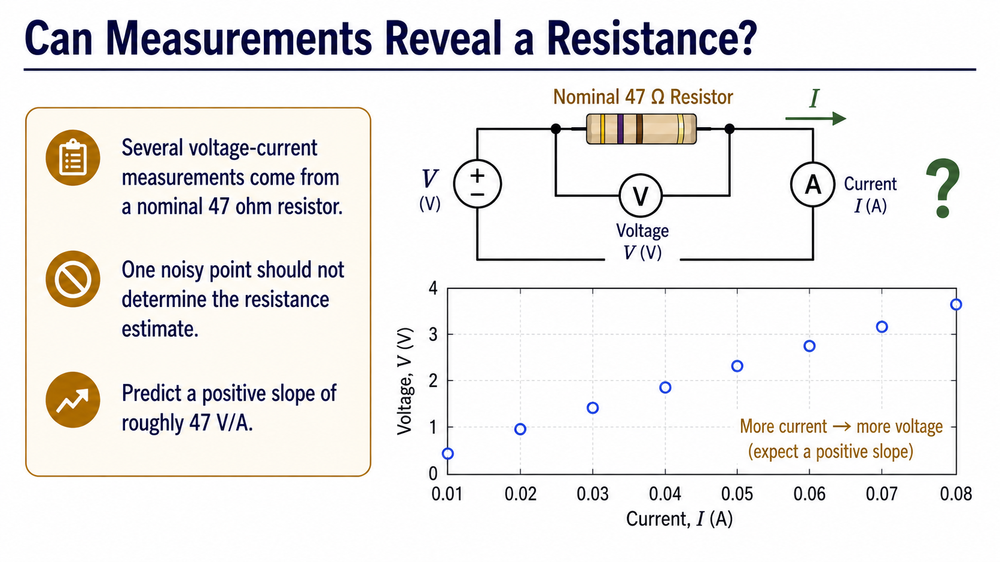 Can Measurements Reveal a Resistance?
Several voltage-current
measurements come from
a nominal 47 ohm resistor.
One noisy point should not
determine the resistance
estimate.
Predict a positive slope of
roughly 47 V/A.
Nominal 47 Ω Resistor
I
V
(V)
+
−
V
Voltage
V (V)
A
Current
I (A)
?
4
3
2
1
0
Voltage, V (V)
More current → more voltage
(expect a positive slope)
0.01 0.02 0.03 0.04 0.05 0.06 0.07 0.08
Current, I (A)